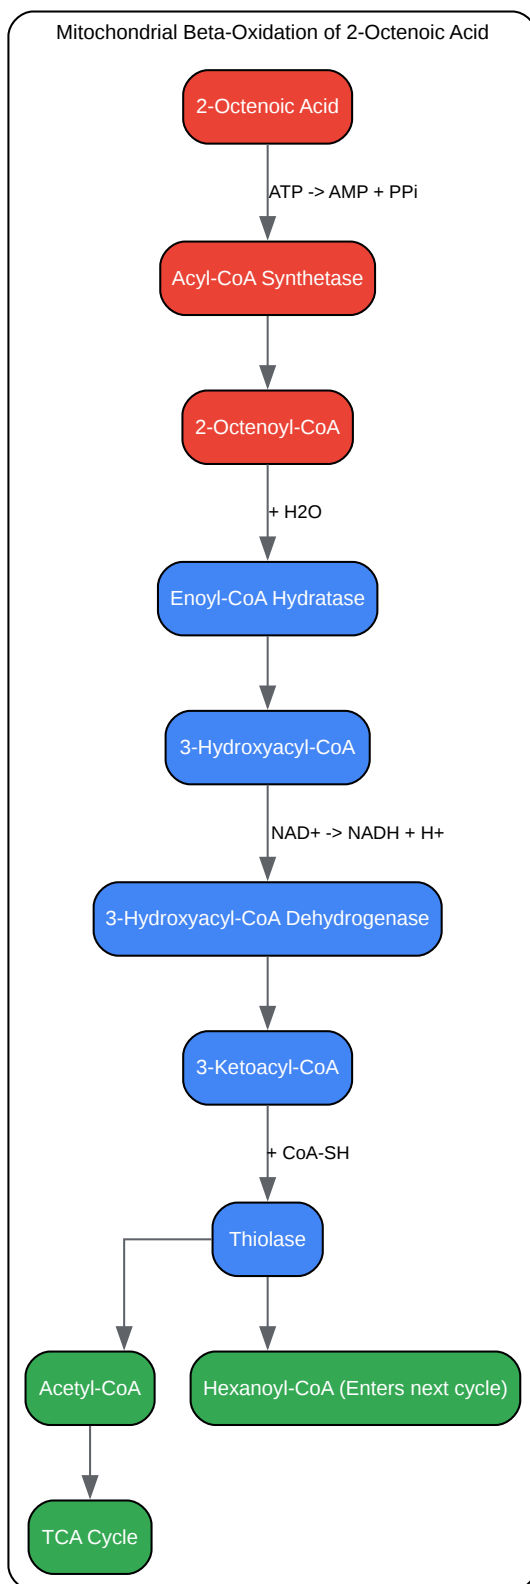 Mitochondrial Beta-Oxidation of 2-Octenoic Acid
2-Octenoic Acid
ATP -> AMP + PPi
Acyl-CoA Synthetase
2-Octenoyl-CoA
+ H2O
Enoyl-CoA Hydratase
3-Hydroxyacyl-CoA
NAD+ -> NADH + H+
3-Hydroxyacyl-CoA Dehydrogenase
3-Ketoacyl-CoA
+ CoA-SH
Thiolase
Acetyl-CoA
Hexanoyl-CoA (Enters next cycle)
TCA Cycle